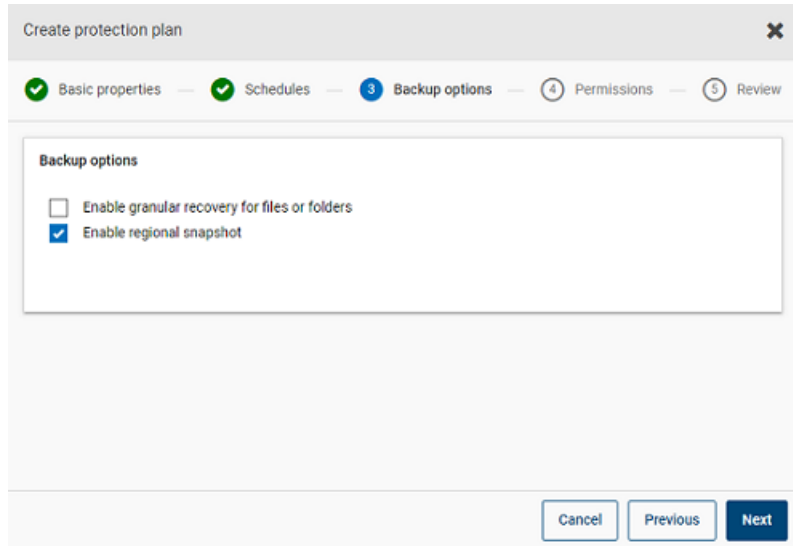 Create protection plan
Basic properties — Schedules — 3 Backup options — 4 Permissions — 5 Review
Backup options
Enable granular recovery for files or folders
Enable regional snapshot
Cancel Previous Next